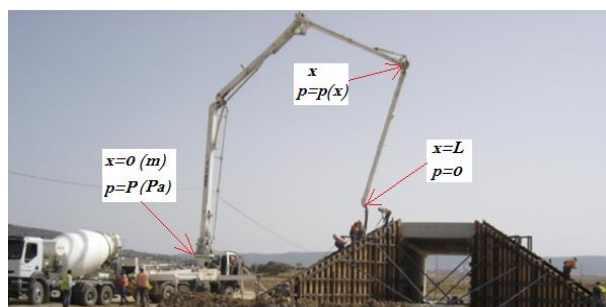 x
p=p(x)
x=0 (m)
p=P(Pa)
x=L
p=0